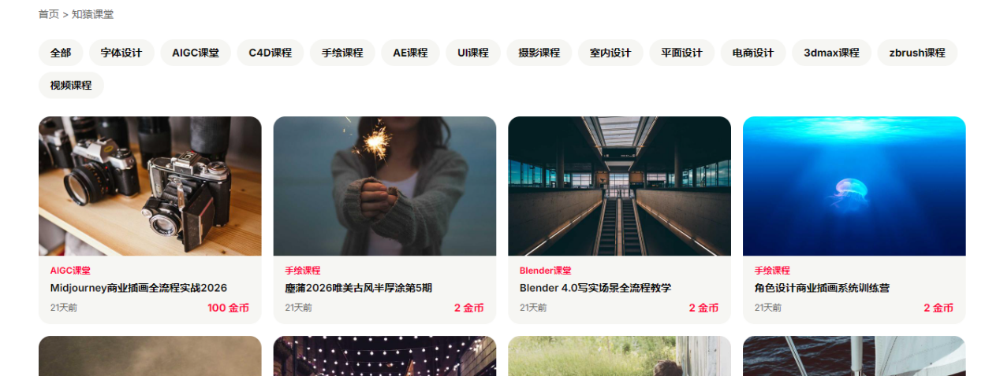 首页 > 知猿课堂
全部 字体设计 AIGC课堂 C4D课程 手绘课程 AE课程 UI课程 摄影课程 室内设计 平面设计 电商设计 3dmax课程 zbrush课程
视频课程
AIGC课堂 手绘课程 Blender课堂 手绘课程
Midjourney商业插画全流程实战2026 塵蒲2026唯美古风半厚涂第5期 Blender 4.0写实场景全流程教学 角色设计商业插画系统训练营
21天前 100 金币 21天前 2 金币 21天前 2 金币 21天前 2 金币